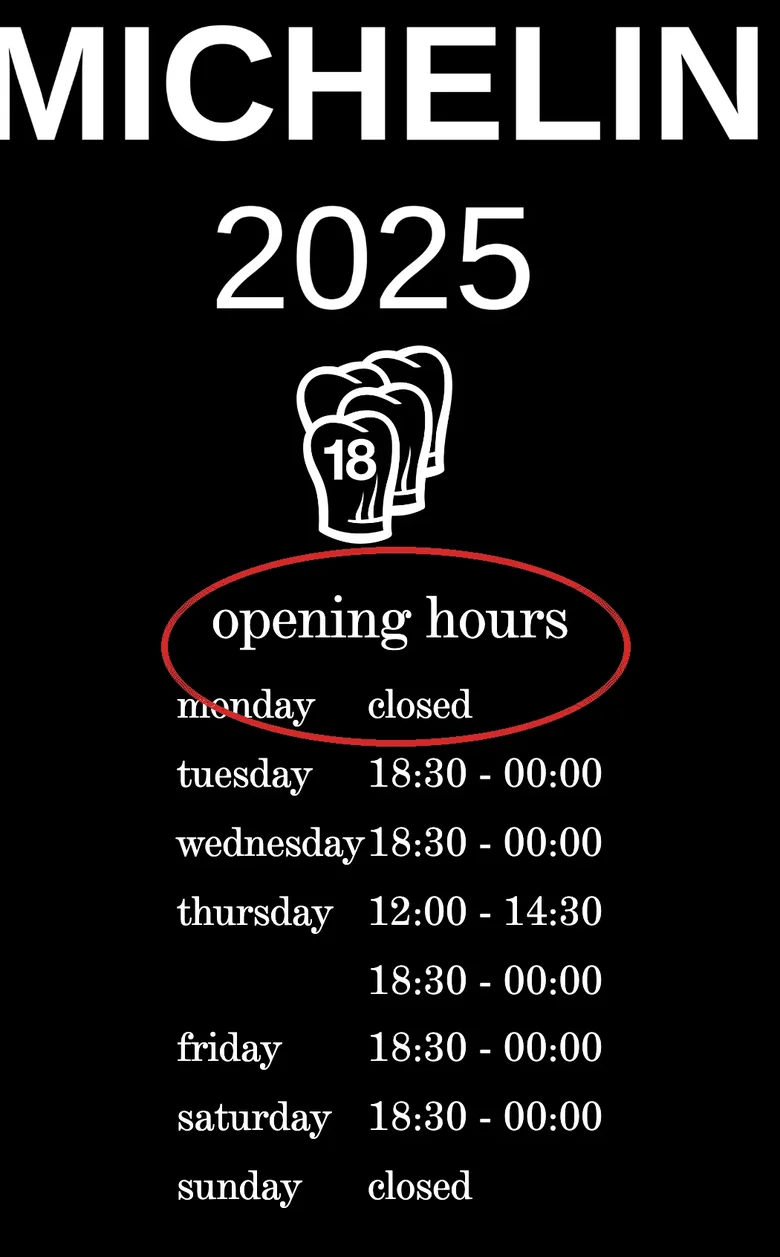 MICHELIN
2025
18
opening hours
monday closed
tuesday 18:30 - 00:00
wednesday 18:30 - 00:00
thursday 12:00 - 14:30
18:30 - 00:00
friday 18:30 - 00:00
saturday 18:30 - 00:00
sunday closed